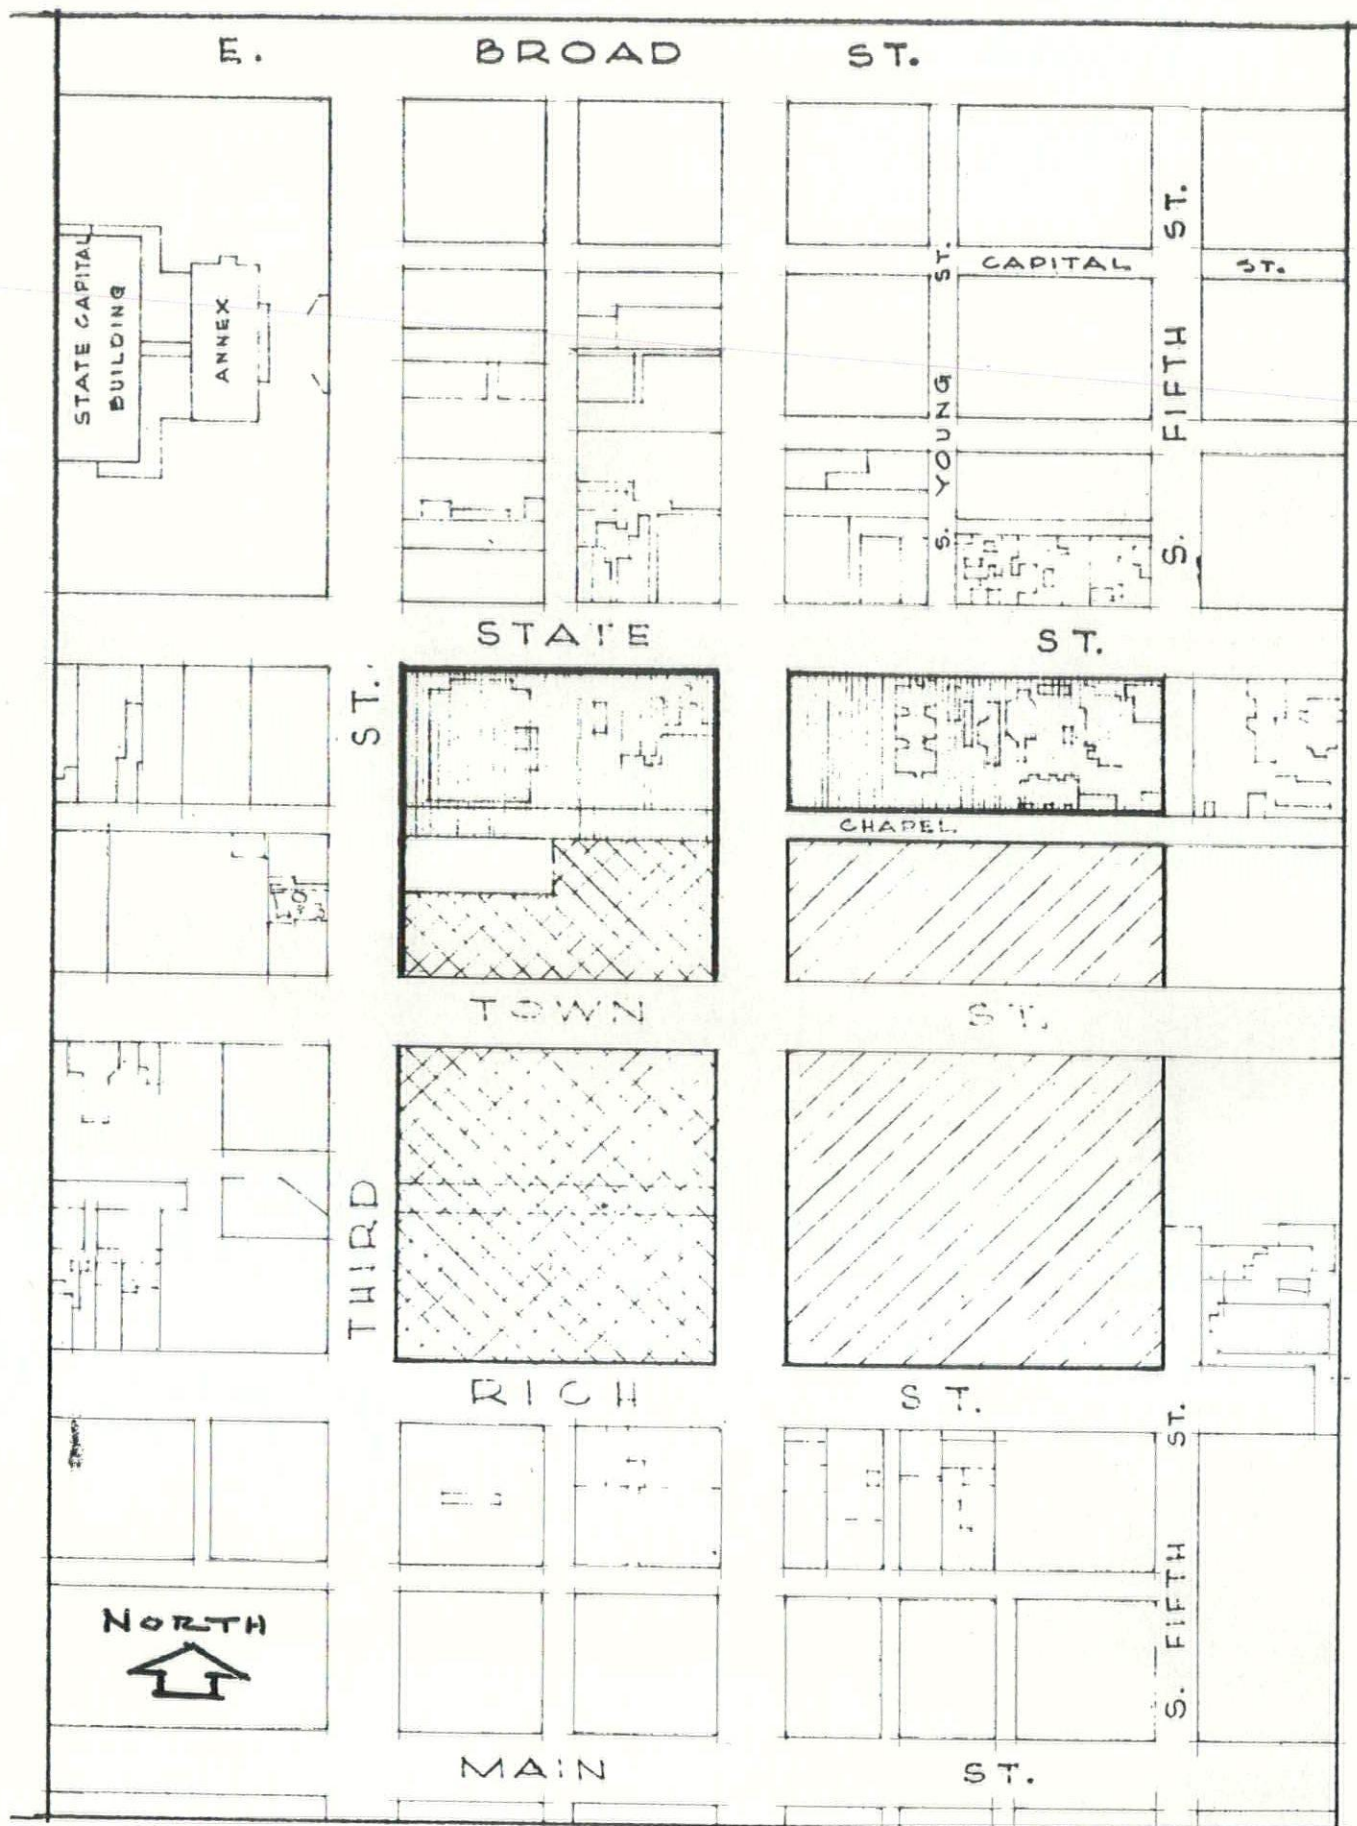 E. BROAD ST.
STATE CAPITAL
BUILDING
ANNEX
CAPITAL ST.
S. YOUNG ST.
S. FIFTH ST.
STATE ST.
CHAPEL
TOWN ST.
THIRD ST.
RICH ST.
S. FIFTH ST.
NORTH
MAIN ST.